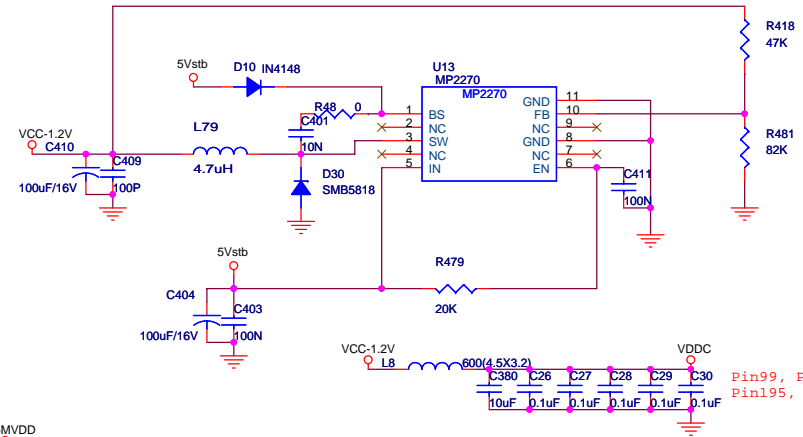 R418
47K
5Vstb
D10 IN4148
U13
MP2270
MP2270
R48 0
1 BS
GND 11
C401
2 NC
FB 10
10N
3 SW
NC 9
4 NC
GND 8
5 IN
NC 7
EN 6
R481
82K
VCC-1.2V
C410
L79
C409
4.7uH
100uF/16V
100P
D30
SMB5818
C411
100N
5Vstb
R479
20K
C404
C403
100uF/16V
100N
VCC-1.2V
L8
600(4.5X3.2)
VDDC
C380 C26 C27 C28 C29 C30
10uF 0.1uF 0.1uF 0.1uF 0.1uF 0.1uF
Pin99, P
Pin195,
MVDD